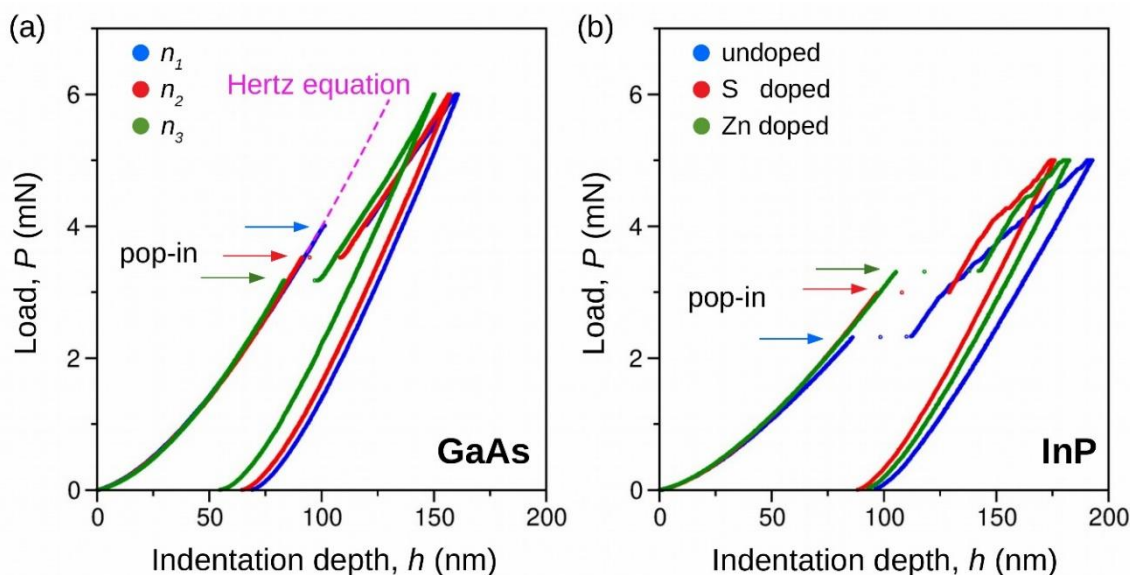 (a)
n1
n2
n3
Hertz equation
pop-in
GaAs
Load, P (mN)
6
4
2
0
0 50 100 150 200
Indentation depth, h (nm)
(b)
undoped
S doped
Zn doped
pop-in
InP
Load, P (mN)
6
4
2
0
0 50 100 150 200
Indentation depth, h (nm)